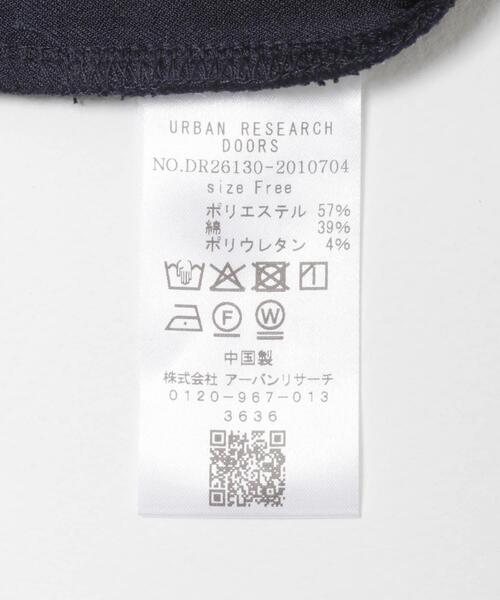 URBAN RESEARCH
DOORS
NO.DR26130-2010704
size Free
ポリエステル 57%
綿 39%
ポリウレタン 4%
F W
中国製
株式会社 アーバンリサーチ
0120-967-013
3636